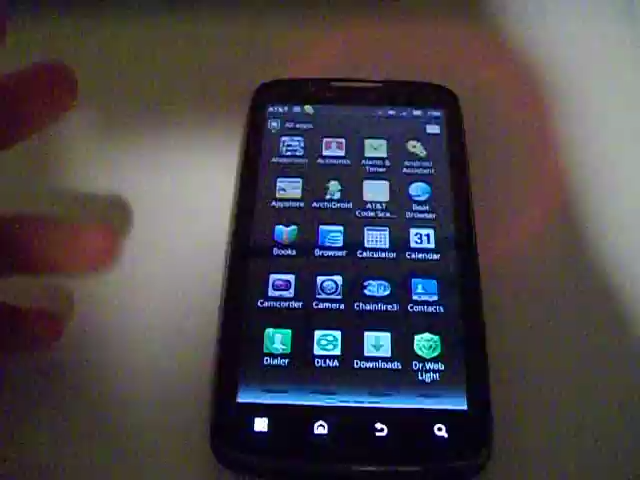 AT&T
All apps
Accounts
Alarm &
Timer
Android
Assistant
Appstore
ArchiDroid
AT&T
Code Sca...
Boat
Browser
Books
Browser
Calculator
31
Calendar
Camcorder
Camera
Chainfire3
Contacts
Dialer
DLNA
Downloads
Dr.Web
Light